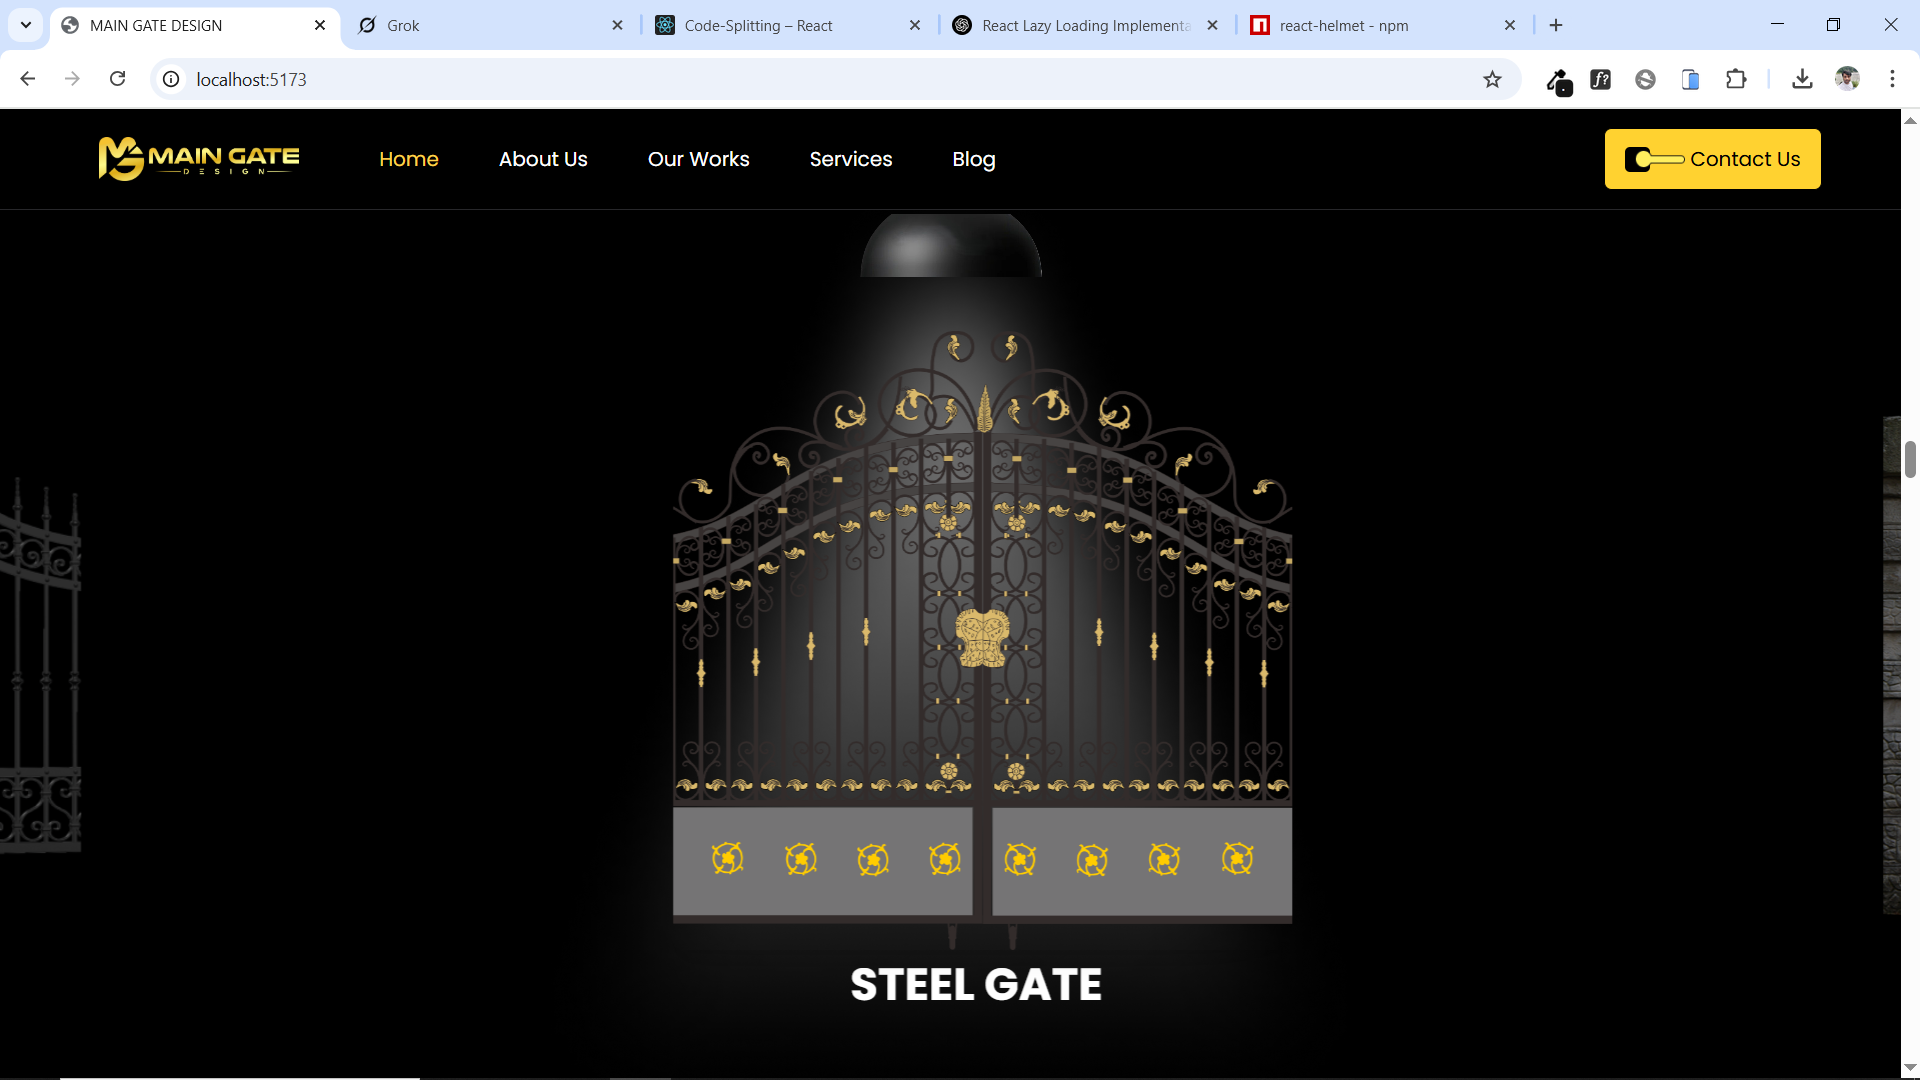 MAIN GATE DESIGN
Grok
Code-Splitting – React
React Lazy Loading Implementa
react-helmet - npm
localhost:5173
MAIN GATE
DESIGN
Home
About Us
Our Works
Services
Blog
Contact Us
STEEL GATE